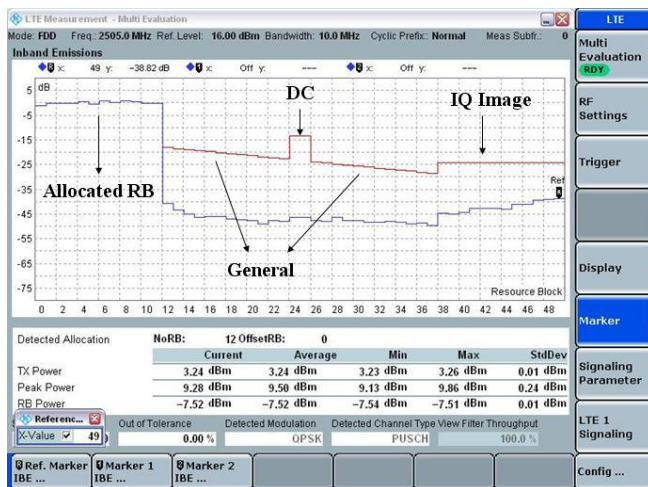 LTE Measurement - Multi Evaluation
LTE
Mode: FDD Freq.: 2505.0 MHz Ref. Level: 16.00 dBm Bandwidth: 10.0 MHz Cyclic Prefix: Normal Meas Subfr.: 0
Inband Emissions
x: 49 y: -38.82 dB x: Off y: --- x: Off y: ---
dB
5
-5
-15
-25
-35
-45
-55
-65
-75
DC
IQ Image
Allocated RB
General
Ref
Resource Block
0 2 4 6 8 10 12 14 16 18 20 22 24 26 28 30 32 34 36 38 40 42 44 46 48
Detected Allocation NoRB: 12 OffsetRB: 0
Current Average Min Max StdDev
TX Power 3.24 dBm 3.24 dBm 3.23 dBm 3.26 dBm 0.01 dBm
Peak Power 9.28 dBm 9.50 dBm 9.13 dBm 9.86 dBm 0.24 dBm
RB Power -7.52 dBm -7.52 dBm -7.54 dBm -7.51 dBm 0.01 dBm
Referenc...
X-Value 49
Out of Tolerance Detected Modulation Detected Channel Type View Filter Throughput
0.00 % QPSK PUSCH 100.0 %
Ref. Marker IBE ...
Marker 1 IBE ...
Marker 2 IBE ...
Multi
Evaluation
RDY
RF
Settings
Trigger
Display
Marker
Signaling
Parameter
LTE 1
Signaling
Config ...